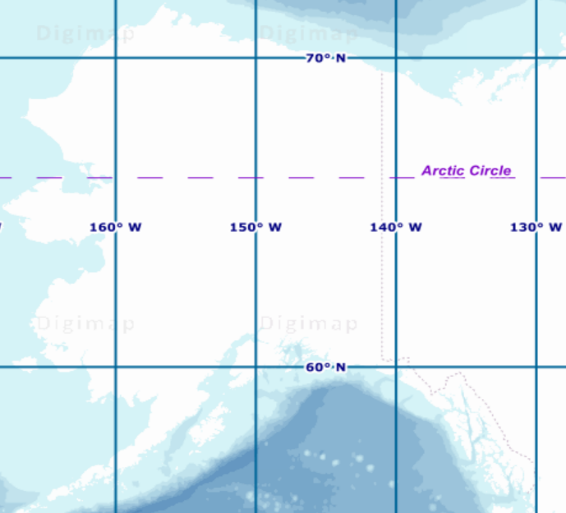 Digimap Digimap
70° N
Arctic Circle
160° W 150° W 140° W 130° W
Digimap Digimap
60° N